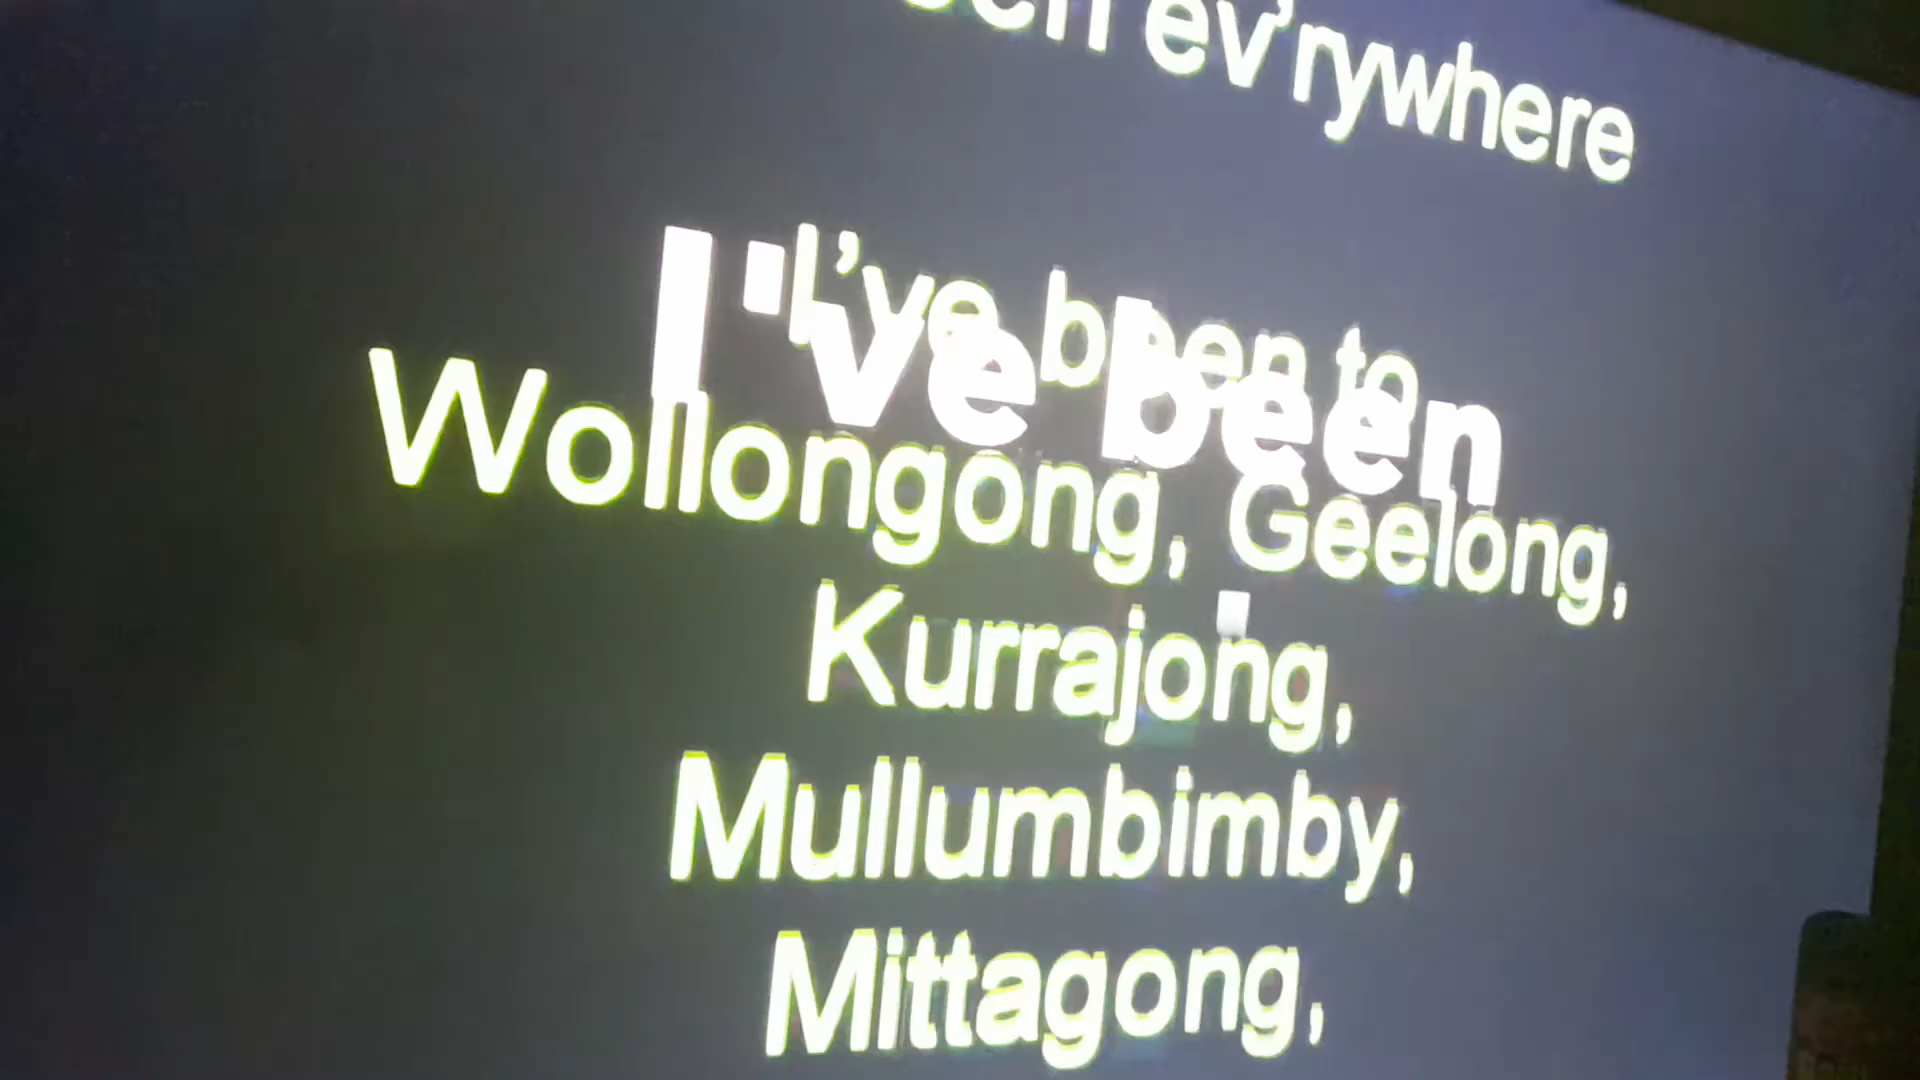 ev'rywhere
I've been to
I've been
Wollongong, Geelong,
Kurrajong,
Mullumbimby,
Mittagong,